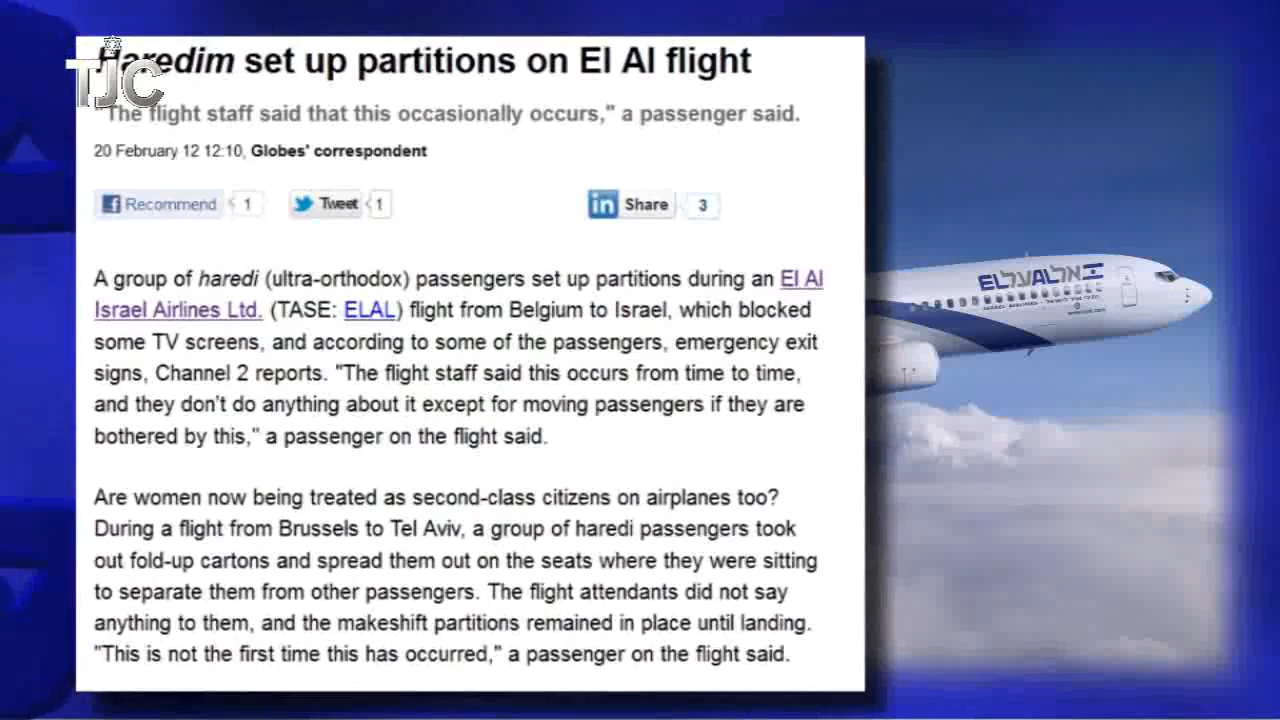 Haredim set up partitions on El Al flight
TJC
The flight staff said that this occasionally occurs," a passenger said.
20 February 12 12:10, Globes' correspondent
Recommend 1 Tweet 1 Share 3
A group of haredi (ultra-orthodox) passengers set up partitions during an El Al
Israel Airlines Ltd. (TASE: ELAL) flight from Belgium to Israel, which blocked
some TV screens, and according to some of the passengers, emergency exit
signs, Channel 2 reports. "The flight staff said this occurs from time to time,
and they don't do anything about it except for moving passengers if they are
bothered by this," a passenger on the flight said.
Are women now being treated as second-class citizens on airplanes too?
During a flight from Brussels to Tel Aviv, a group of haredi passengers took
out fold-up cartons and spread them out on the seats where they were sitting
to separate them from other passengers. The flight attendants did not say
anything to them, and the makeshift partitions remained in place until landing.
"This is not the first time this has occurred," a passenger on the flight said.
EL AL אל על